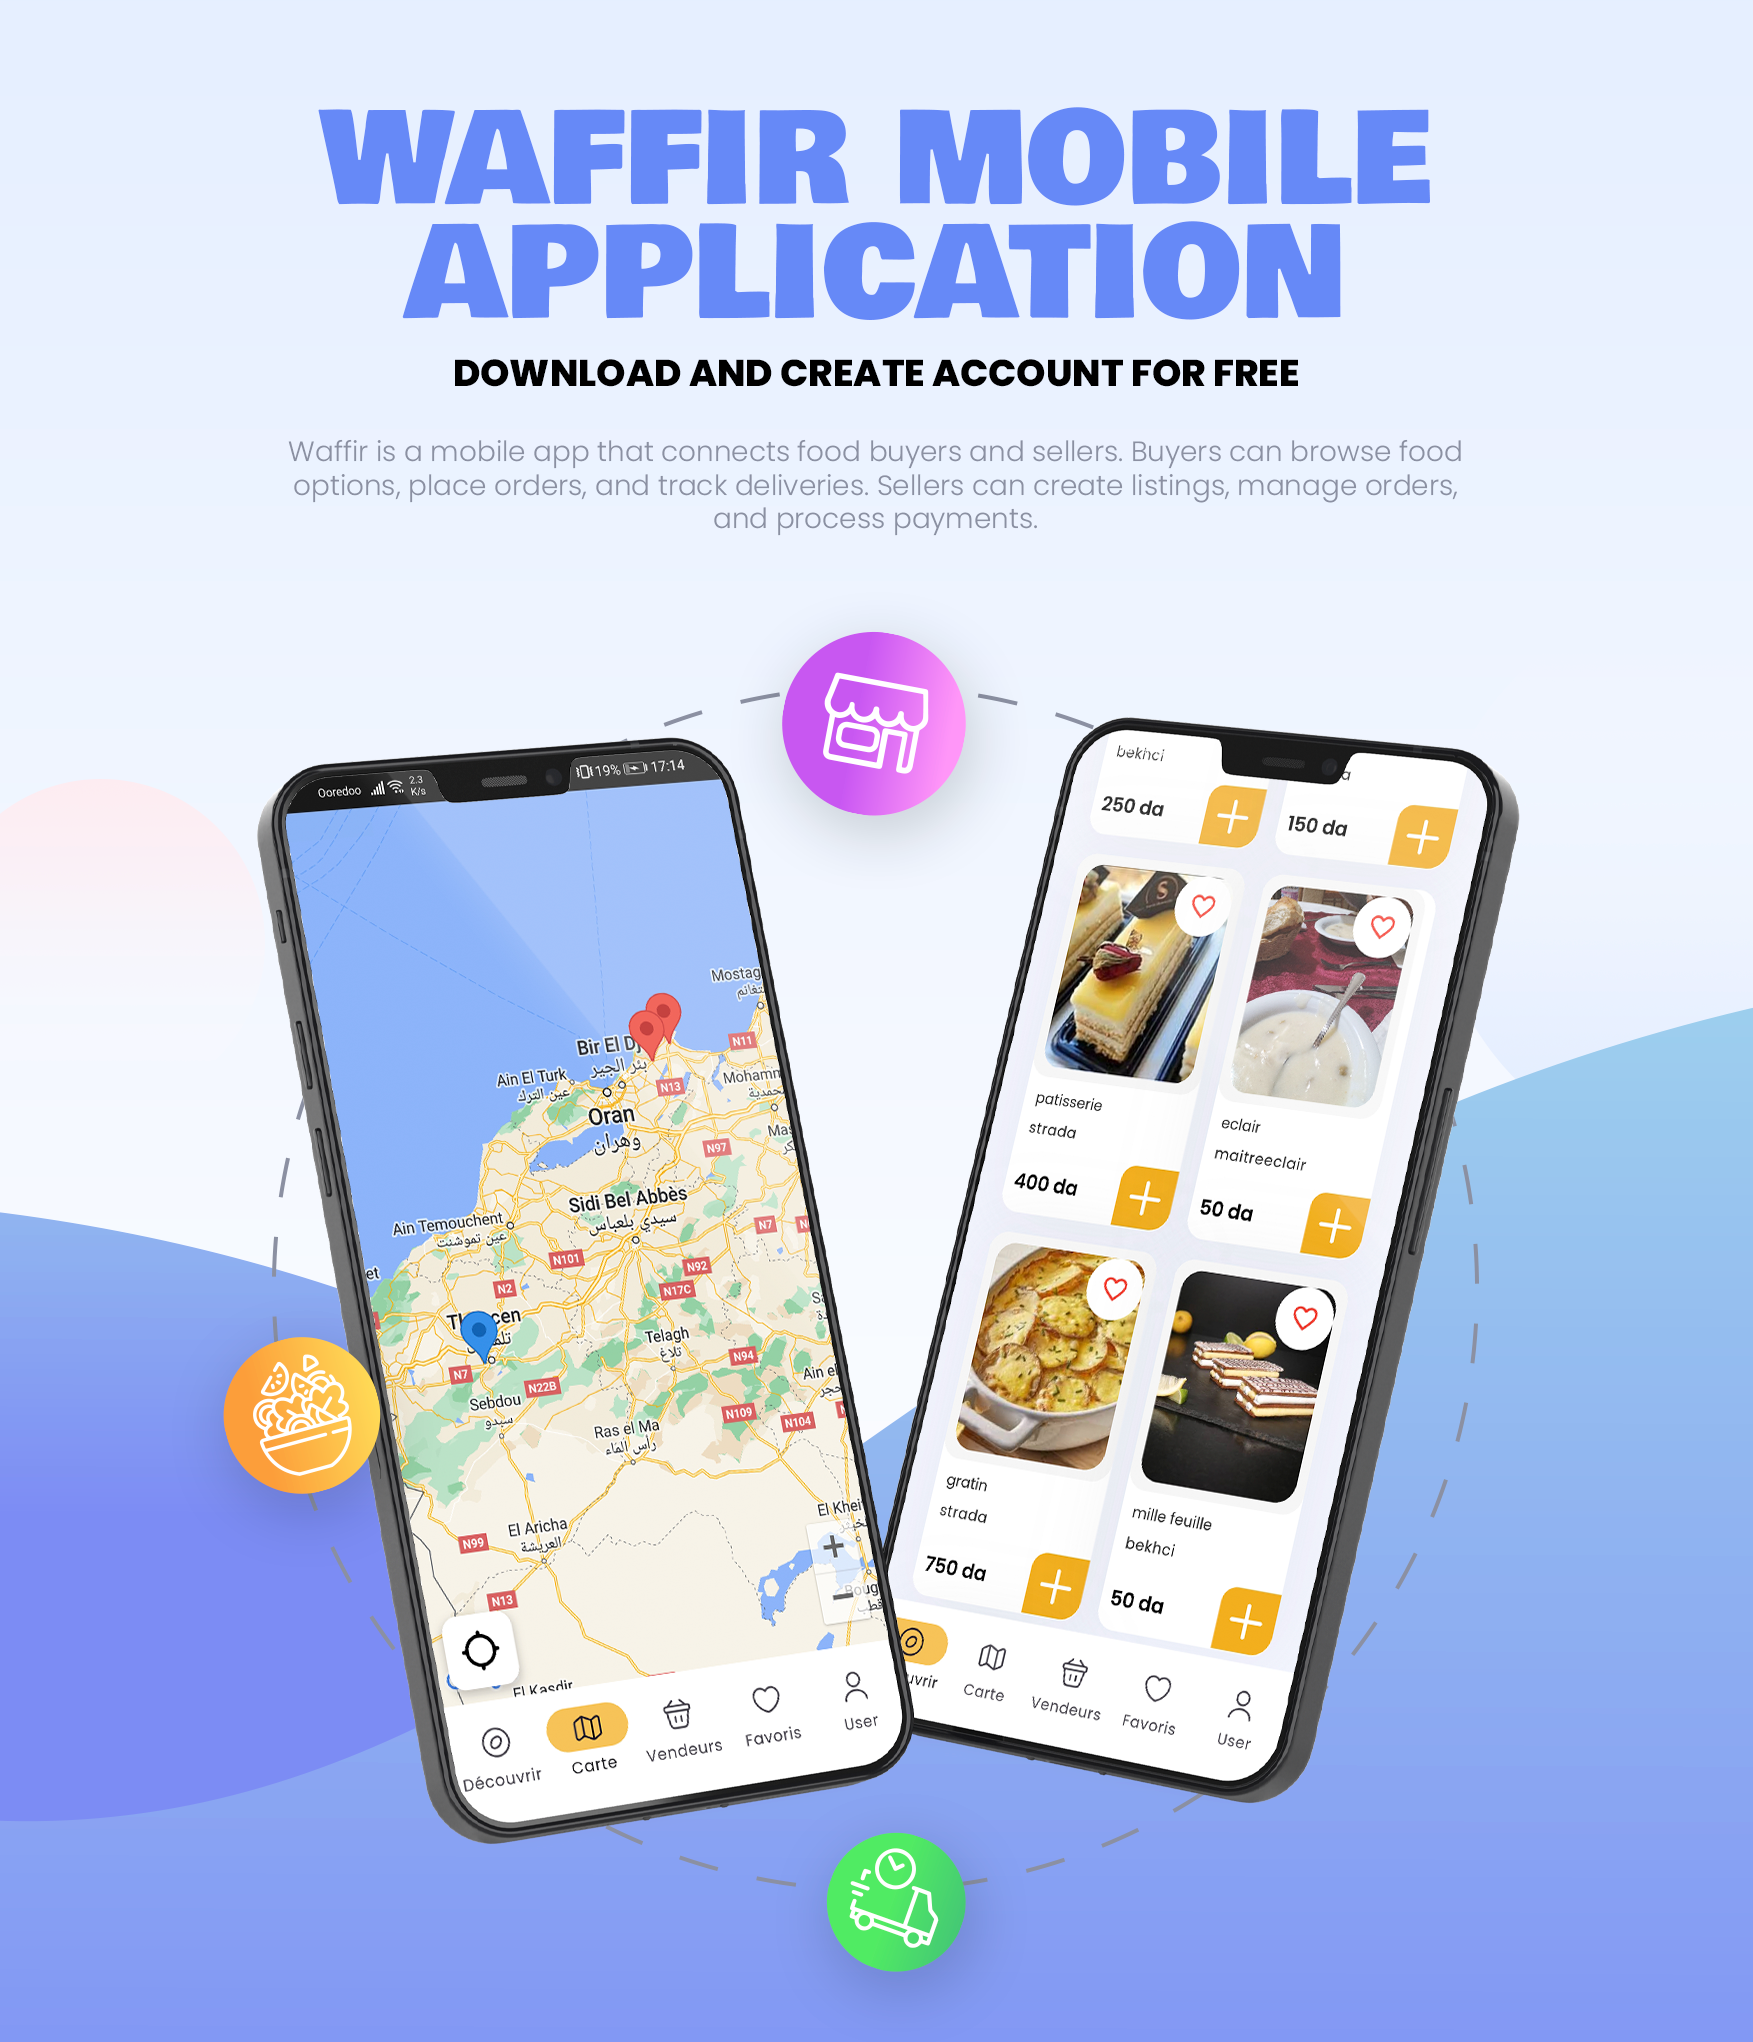 WAFFIR MOBILE
APPLICATION
DOWNLOAD AND CREATE ACCOUNT FOR FREE
Waffir is a mobile app that connects food buyers and sellers. Buyers can browse food
options, place orders, and track deliveries. Sellers can create listings, manage orders,
and process payments.
Ooredoo 2.3 K/s 19% 17:14
Mostag
Bir El Dj
بئر الجير
N11
Ain El Turk
عين الترك
N13
Mohamm
حمدية
Oran
وهران
Mas
N97
Sidi Bel Abbès
سيدي بلعباس
Ain Temouchent
عين تموشنت
N7
N101
N92
et
N2
N17C
Telagh
تلاغ
N94
N7
N22B
Ain el
Sebdou
سبدو
N109
N104
Ras el Ma
راس الماء
El Khei
El Aricha
العريشة
N99
+
Boug
−
N13
El Kasdir
Découvrir
Carte
Vendeurs
Favoris
User
bekhci
a
250 da
150 da
S
patisserie
strada
400 da
eclair
maitreeclair
50 da
gratin
strada
750 da
mille feuille
bekhci
50 da
uvrir
Carte
Vendeurs
Favoris
User